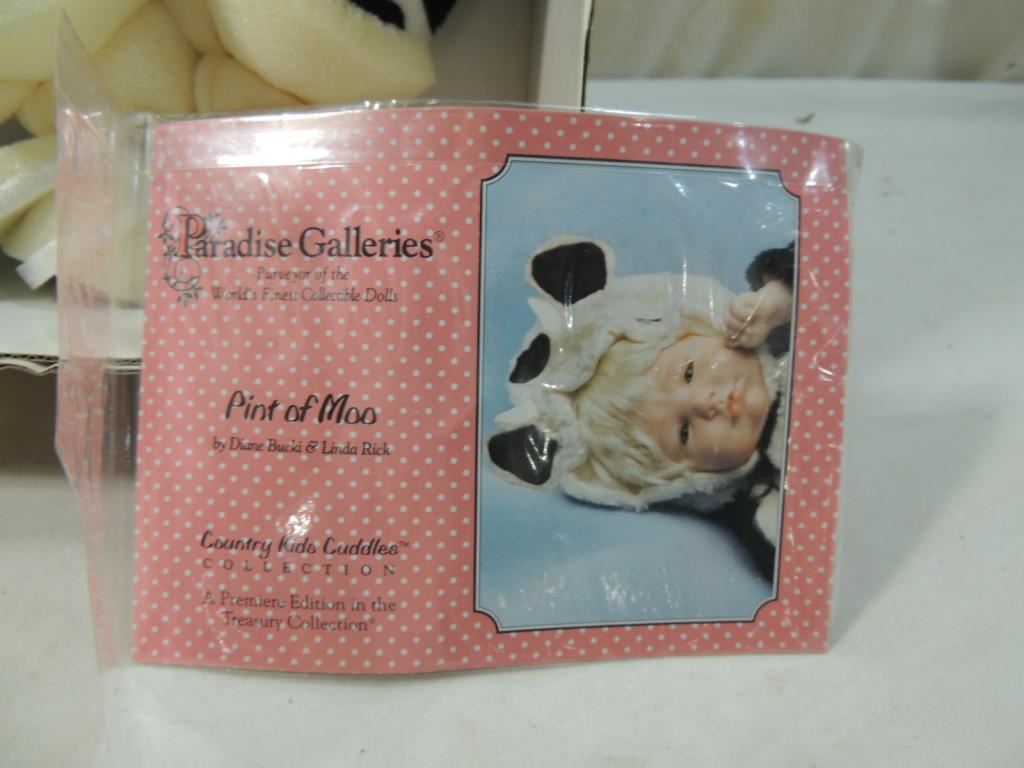 Paradise Galleries®
Purveyor of the
World's Finest Collectible Dolls
Pint of Moo
by Diane Bucki & Linda Rick
Country Kids Cuddles™
COLLECTION
A Premiere Edition in the
Treasury Collection®